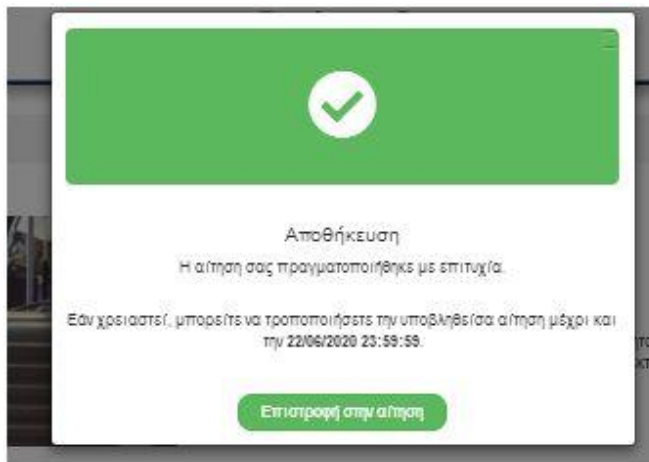 Αποθήκευση
Η αίτηση σας πραγματοποιήθηκε με επιτυχία.
Εάν χρειαστεί, μπορείτε να τροποποιήσετε την υποβληθείσα αίτηση μέχρι και
την 22/06/2020 23:59:59.
Επιστροφή στην αίτηση